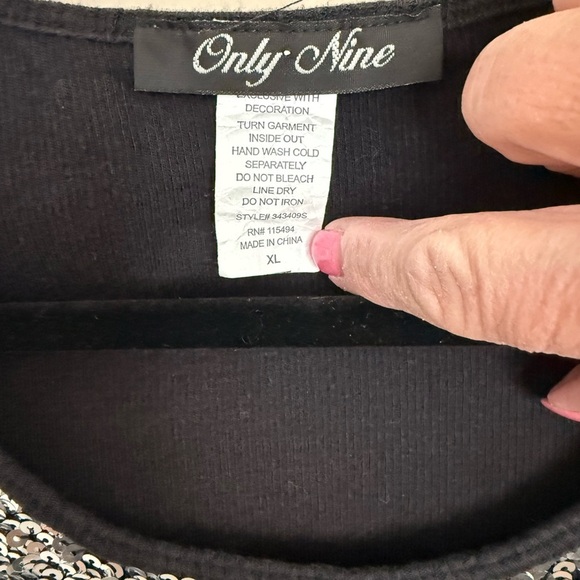 Only Nine
EXCLUSIVE WITH
DECORATION
TURN GARMENT
INSIDE OUT
HAND WASH COLD
SEPARATELY
DO NOT BLEACH
LINE DRY
DO NOT IRON
STYLE# 343409S
RN# 115494
MADE IN CHINA
XL